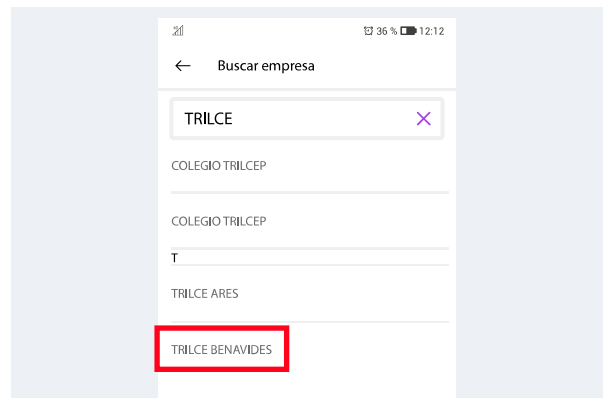 36 % 12:12
Buscar empresa
TRILCE
COLEGIO TRILCEP
COLEGIO TRILCEP
T
TRILCE ARES
TRILCE BENAVIDES